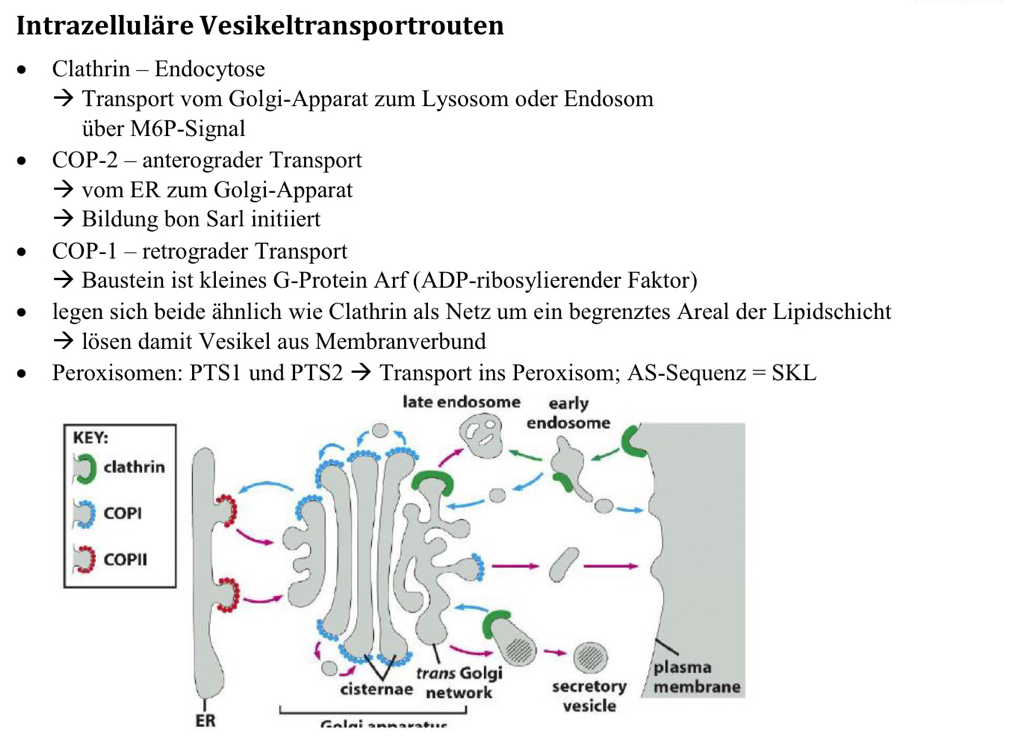 Intrazelluläre Vesikeltransportrouten
• Clathrin – Endocytose
→ Transport vom Golgi-Apparat zum Lysosom oder Endosom
über M6P-Signal
• COP-2 – anterograder Transport
→ vom ER zum Golgi-Apparat
→ Bildung bon Sarl initiiert
• COP-1 – retrograder Transport
→ Baustein ist kleines G-Protein Arf (ADP-ribosylierender Faktor)
• legen sich beide ähnlich wie Clathrin als Netz um ein begrenztes Areal der Lipidschicht
→ lösen damit Vesikel aus Membranverbund
• Peroxisomen: PTS1 und PTS2 → Transport ins Peroxisom; AS-Sequenz = SKL
late endosome
early
endosome
KEY:
clathrin
COPI
COPII
trans Golgi
network
cisternae
plasma
membrane
secretory
vesicle
ER
Golgi apparatus